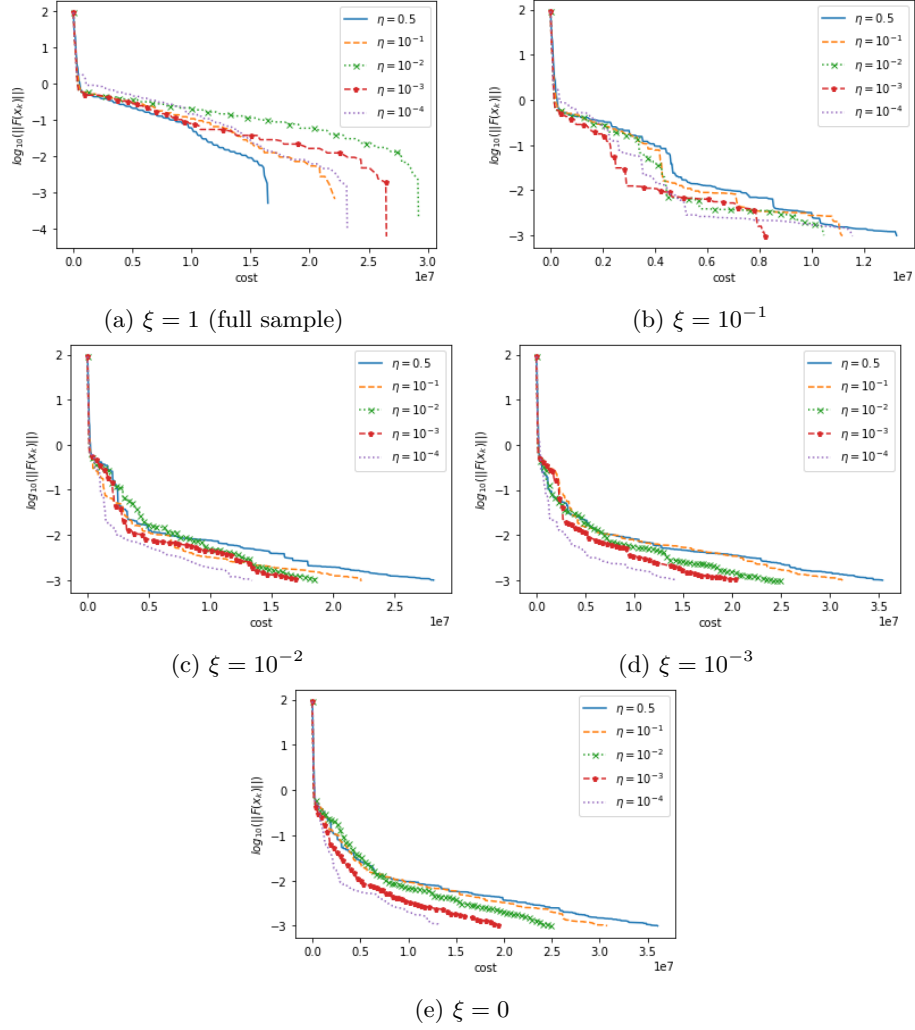 2
1
0
−1
−2
−3
−4
log₁₀(||F(xₖ)||)
η = 0.5
η = 10⁻¹
η = 10⁻²
η = 10⁻³
η = 10⁻⁴
0.0 0.5 1.0 1.5 2.0 2.5 3.0
cost
1e7
(a) ξ = 1 (full sample)
2
1
0
−1
−2
−3
log₁₀(||F(xₖ)||)
η = 0.5
η = 10⁻¹
η = 10⁻²
η = 10⁻³
η = 10⁻⁴
0.0 0.2 0.4 0.6 0.8 1.0 1.2
cost
1e7
(b) ξ = 10⁻¹
2
1
0
−1
−2
−3
log₁₀(||F(xₖ)||)
η = 0.5
η = 10⁻¹
η = 10⁻²
η = 10⁻³
η = 10⁻⁴
0.0 0.5 1.0 1.5 2.0 2.5
cost
1e7
(c) ξ = 10⁻²
2
1
0
−1
−2
−3
log₁₀(||F(xₖ)||)
η = 0.5
η = 10⁻¹
η = 10⁻²
η = 10⁻³
η = 10⁻⁴
0.0 0.5 1.0 1.5 2.0 2.5 3.0 3.5
cost
1e7
(d) ξ = 10⁻³
2
1
0
−1
−2
−3
log₁₀(||F(xₖ)||)
η = 0.5
η = 10⁻¹
η = 10⁻²
η = 10⁻³
η = 10⁻⁴
0.0 0.5 1.0 1.5 2.0 2.5 3.0 3.5
cost
1e7
(e) ξ = 0